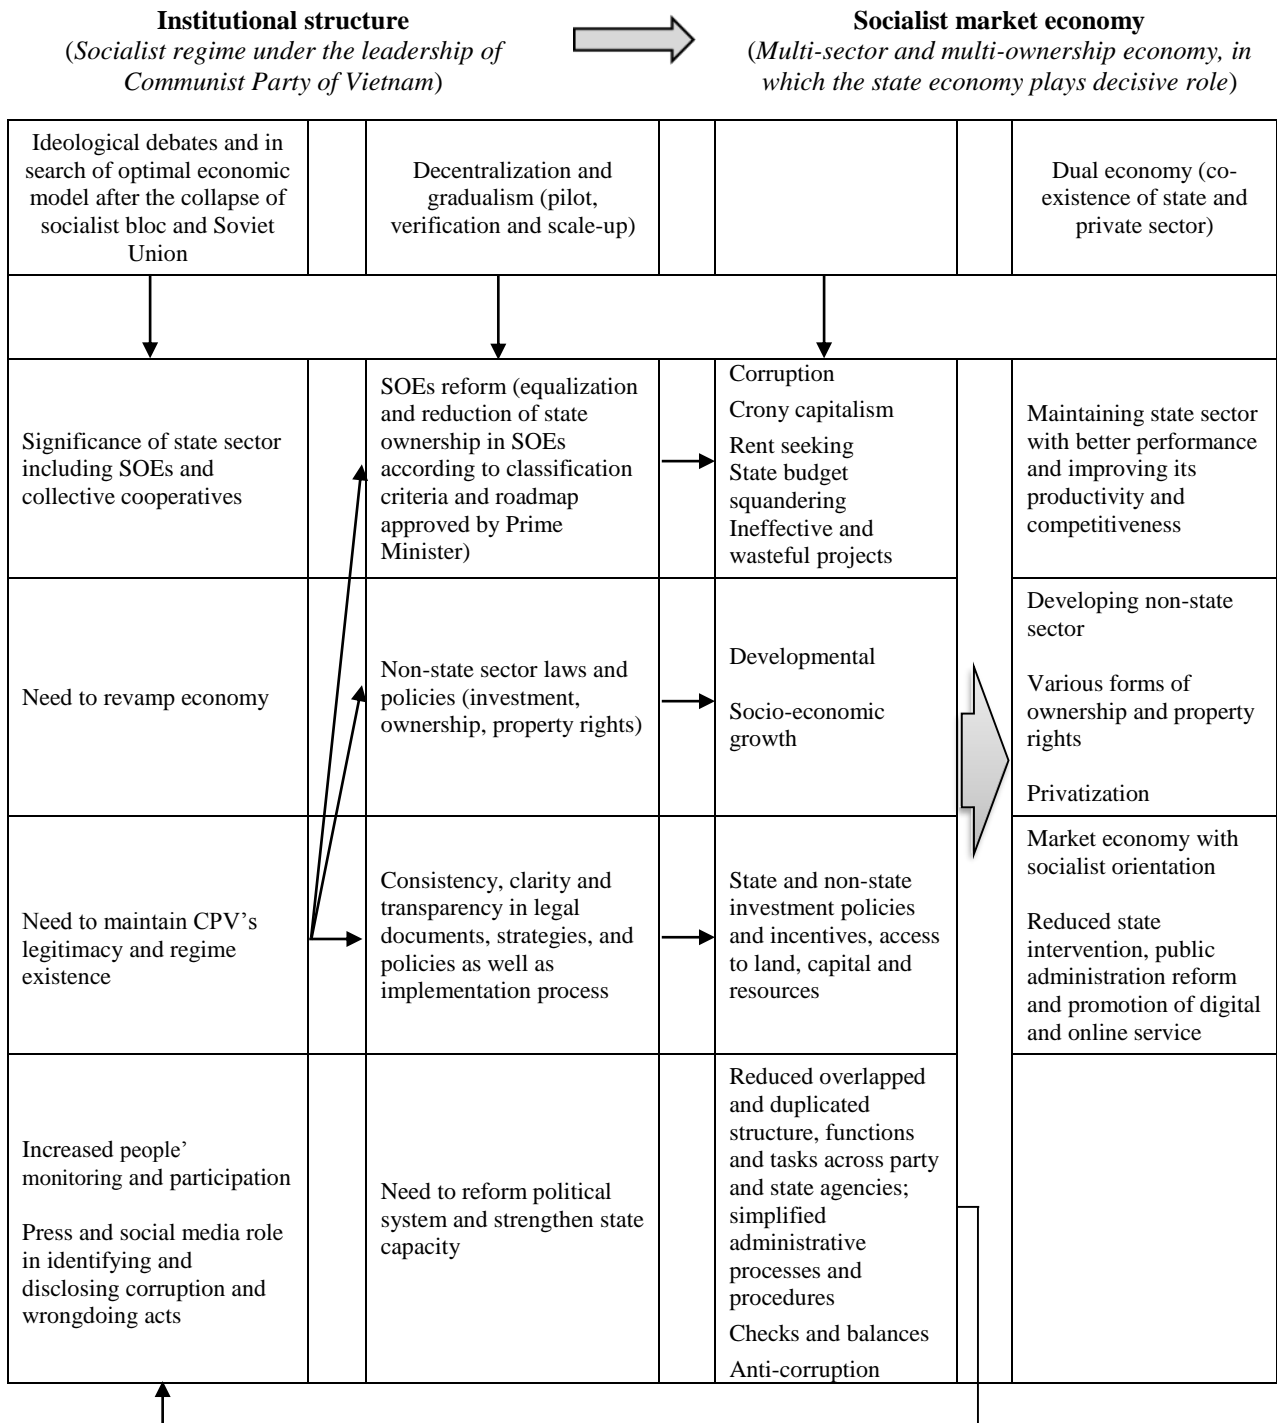 Institutional structure
(Socialist regime under the leadership of
Communist Party of Vietnam)
Socialist market economy
(Multi-sector and multi-ownership economy, in
which the state economy plays decisive role)
Ideological debates and in
search of optimal economic
model after the collapse of
socialist bloc and Soviet
Union
Decentralization and
gradualism (pilot,
verification and scale-up)
Dual economy (co-
existence of state and
private sector)
Significance of state sector
including SOEs and
collective cooperatives
SOEs reform (equalization
and reduction of state
ownership in SOEs
according to classification
criteria and roadmap
approved by Prime
Minister)
Corruption
Crony capitalism
Rent seeking
State budget
squandering
Ineffective and
wasteful projects
Maintaining state sector
with better performance
and improving its
productivity and
competitiveness
Need to revamp economy
Non-state sector laws and
policies (investment,
ownership, property rights)
Developmental
Socio-economic
growth
Developing non-state
sector
Various forms of
ownership and property
rights
Privatization
Need to maintain CPV's
legitimacy and regime
existence
Consistency, clarity and
transparency in legal
documents, strategies, and
policies as well as
implementation process
State and non-state
investment policies
and incentives, access
to land, capital and
resources
Market economy with
socialist orientation
Reduced state
intervention, public
administration reform
and promotion of digital
and online service
Increased people'
monitoring and participation
Press and social media role
in identifying and
disclosing corruption and
wrongdoing acts
Need to reform political
system and strengthen state
capacity
Reduced overlapped
and duplicated
structure, functions
and tasks across party
and state agencies;
simplified
administrative
processes and
procedures
Checks and balances
Anti-corruption